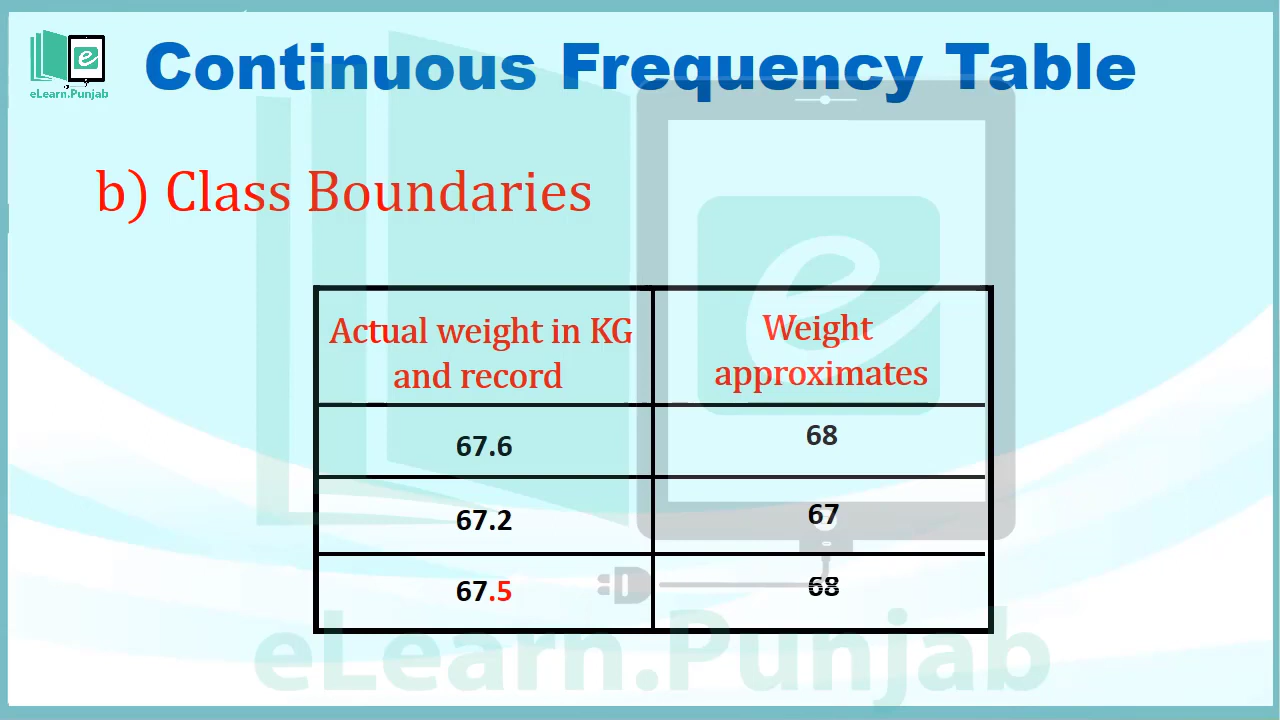 Continuous Frequency Table
e
eLearn.Punjab
b) Class Boundaries
Actual weight in KG
and record
Weight
approximates
67.6
68
67.2
67
67.5
68
e
eLearn.Punjab